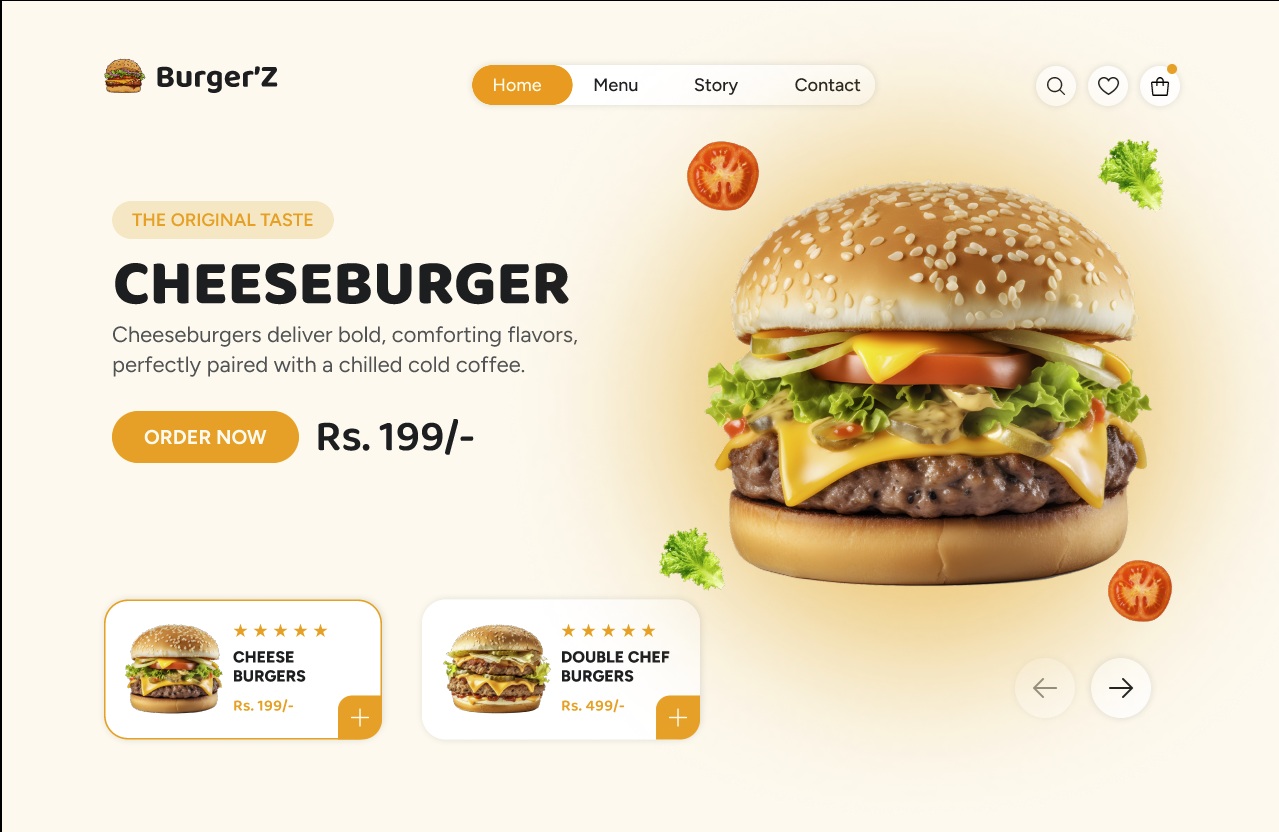 Burger'Z
Home Menu Story Contact
THE ORIGINAL TASTE
CHEESEBURGER
Cheeseburgers deliver bold, comforting flavors,
perfectly paired with a chilled cold coffee.
ORDER NOW Rs. 199/-
CHEESE
BURGERS
Rs. 199/-
DOUBLE CHEF
BURGERS
Rs. 499/-